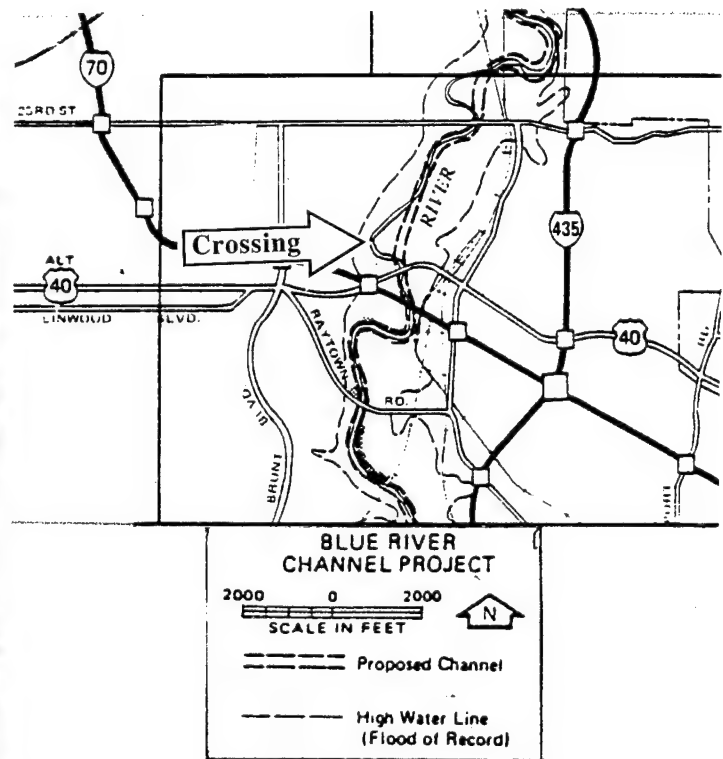 70
23RD ST
RIVER
435
Crossing
ALT
40
LINWOOD BLVD.
RAYTOWN RD.
40
BLVD
BRUNT
BLUE RIVER
CHANNEL PROJECT
2000 0 2000
SCALE IN FEET
N
Proposed Channel
High Water Line
(Flood of Record)